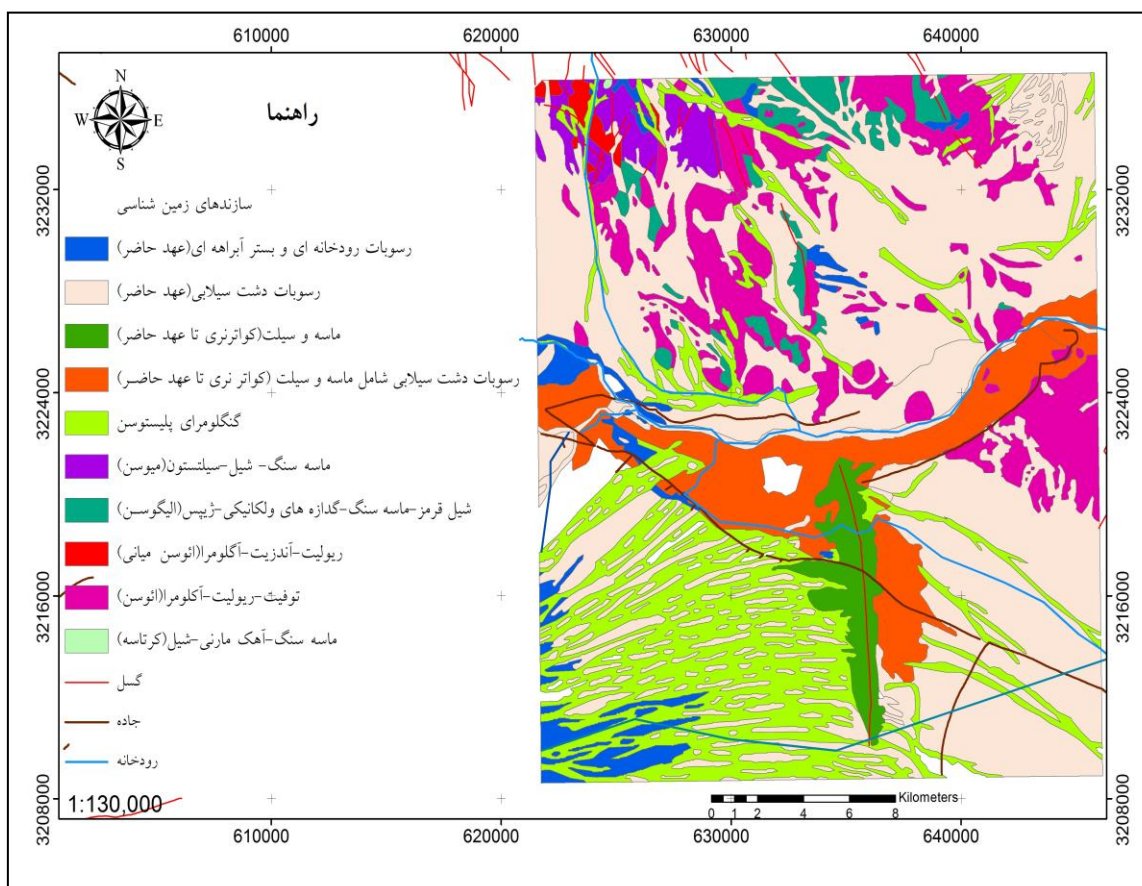 610000 620000 630000 640000
N
W E
S
راهنما
3232000 3232000
سازندهای زمین شناسی
رسوبات رودخانه ای و بستر آبراهه ای(عهد حاضر)
رسوبات دشت سیلابی(عهد حاضر)
ماسه و سیلت(کواترنری تا عهد حاضر)
رسوبات دشت سیلابی شامل ماسه و سیلت (کواتر نری تا عهد حاضر)
3224000 3224000
کنگلومرای پلیستوسن
ماسه سنگ- شیل-سیلتستون(میوسن)
شیل قرمز-ماسه سنگ-گدازه های ولکانیکی-ژیپس(الیگوسن)
ریولیت-آندزیت-آگلومرا(ائوسن میانی)
توفیت-ریولیت-آکلومرا(ائوسن)
3216000 3216000
ماسه سنگ-آهک مارنی-شیل(کرتاسه)
گسل
جاده
رودخانه
1:130,000
Kilometers
0 1 2 4 6 8
3208000 3208000
610000 620000 630000 640000